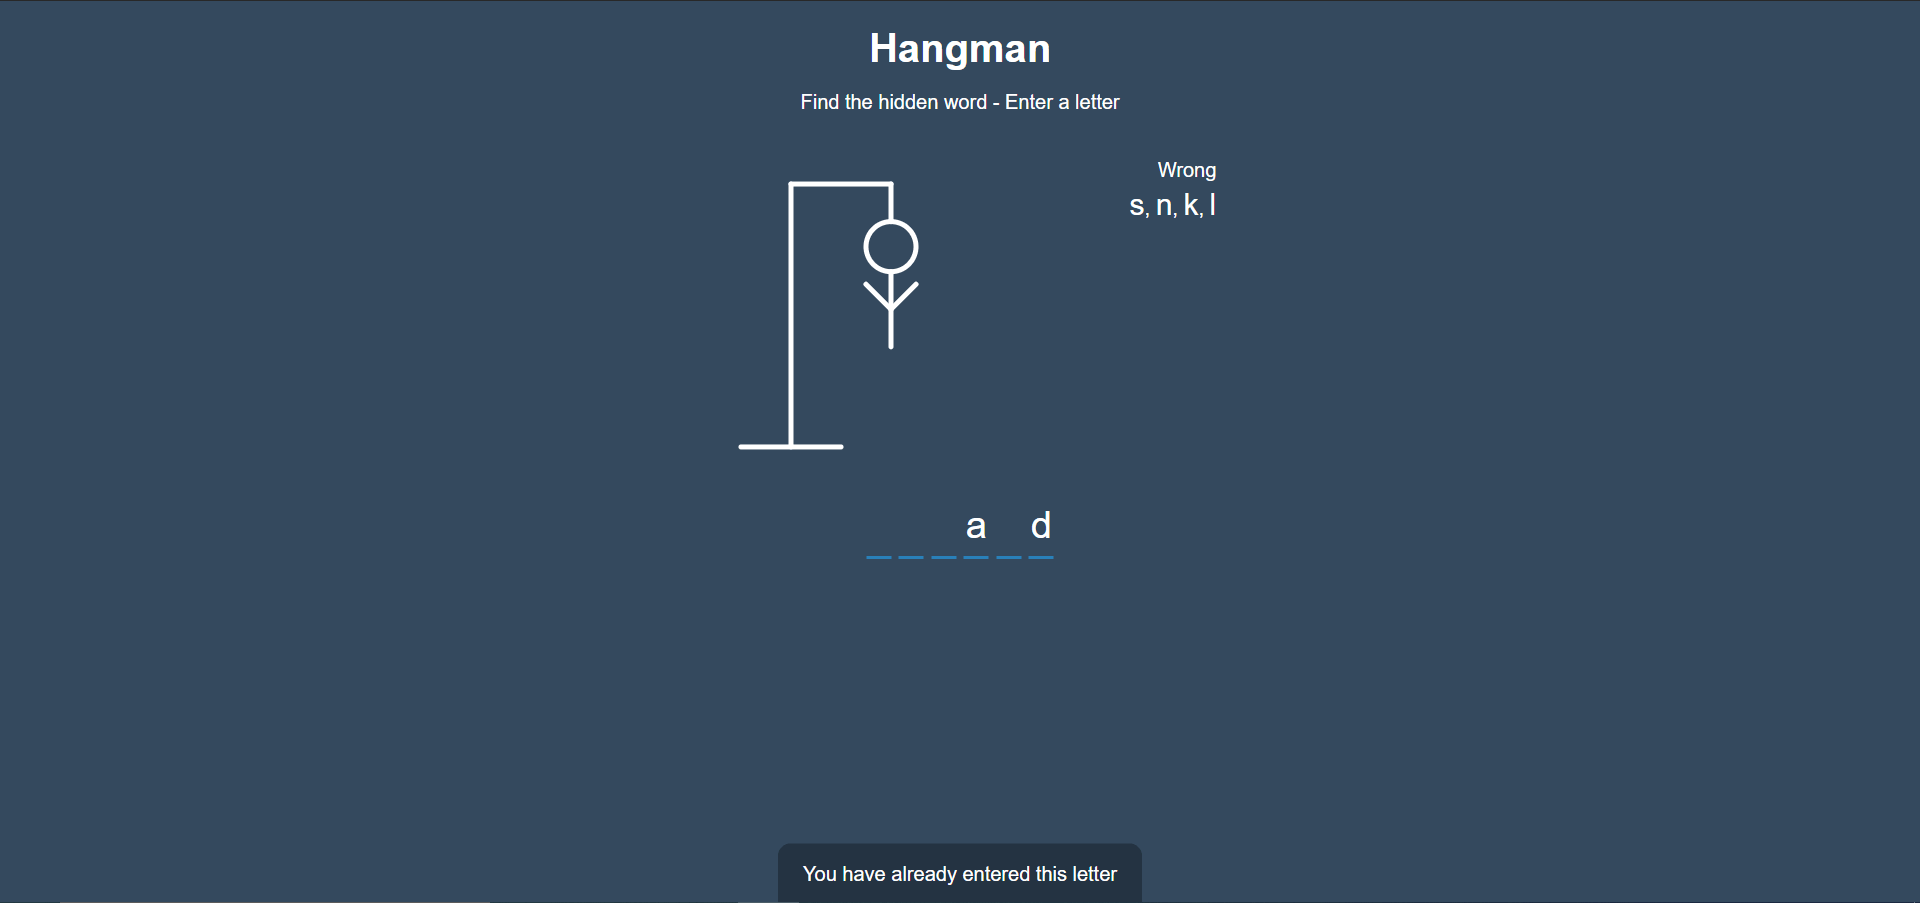 Hangman
Find the hidden word - Enter a letter
Wrong
s, n, k, l
a d
You have already entered this letter